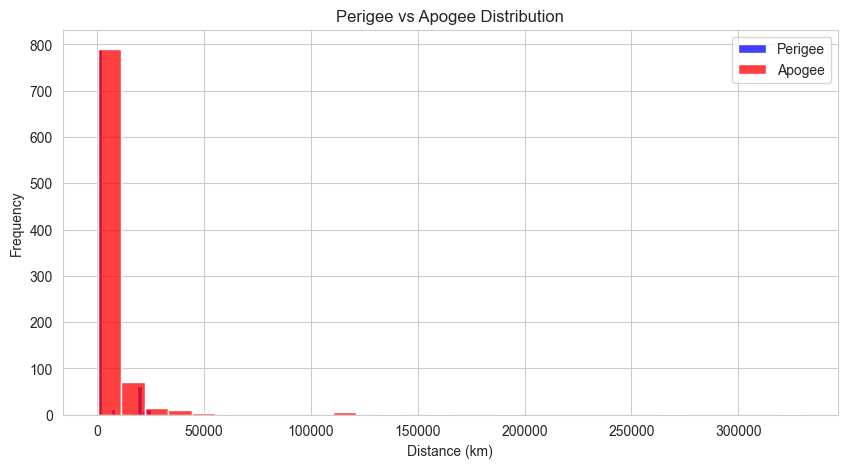 Perigee vs Apogee Distribution
Perigee
Apogee
800
700
600
500
400
300
200
100
0
Frequency
0 50000 100000 150000 200000 250000 300000
Distance (km)